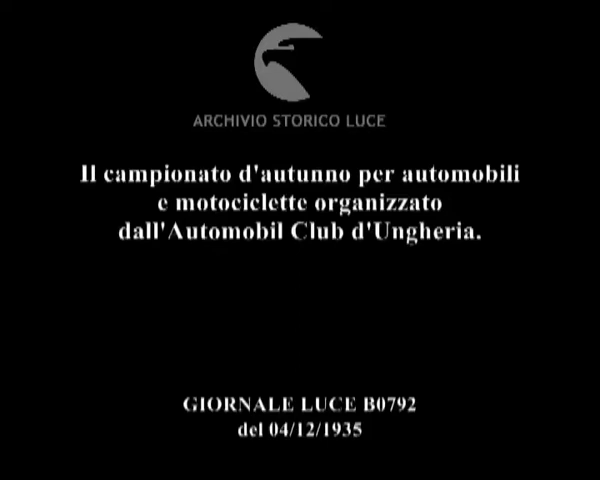 ARCHIVIO STORICO LUCE
Il campionato d'autunno per automobili
e motociclette organizzato
dall'Automobil Club d'Ungheria.
GIORNALE LUCE B0792
del 04/12/1935